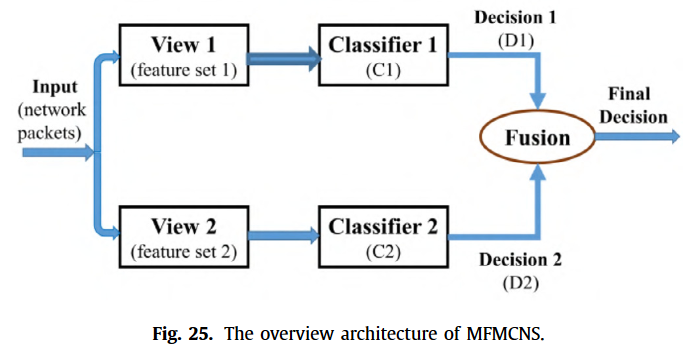 Input
(network
packets)
View 1
(feature set 1)
Classifier 1
(C1)
Decision 1
(D1)
View 2
(feature set 2)
Classifier 2
(C2)
Decision 2
(D2)
Fusion
Final
Decision
Fig. 25. The overview architecture of MFMCNS.